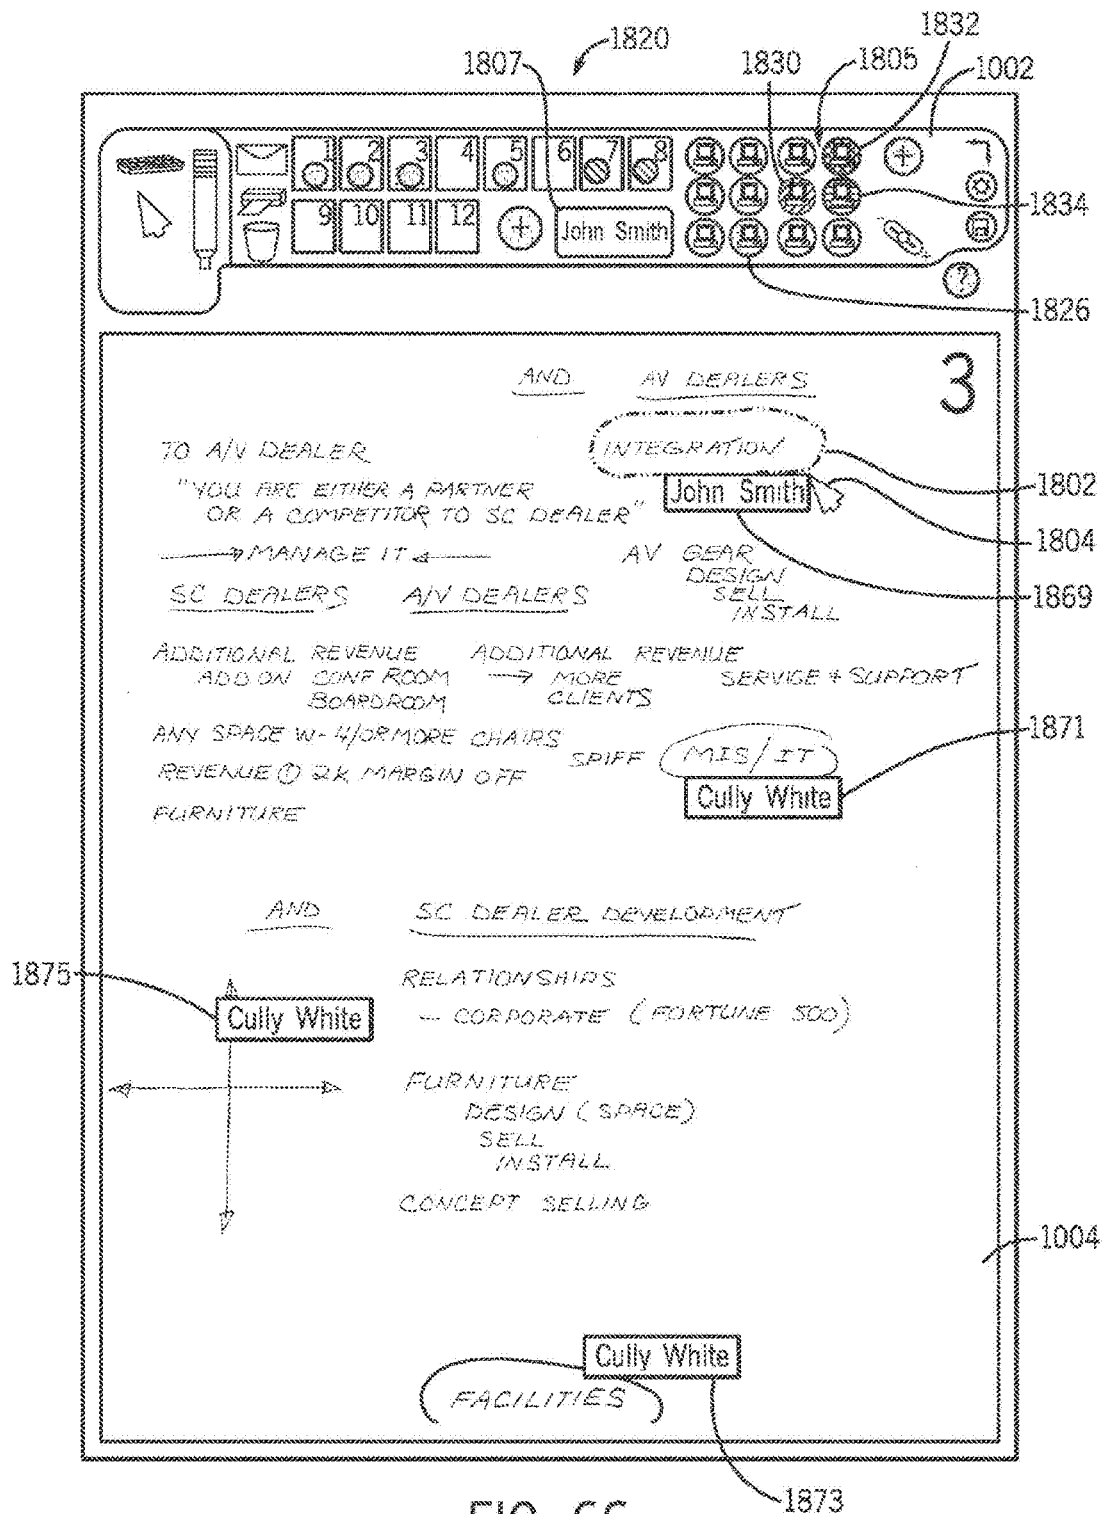 1832
1820
1807
1830
1805
1002
1 2 3 4 5 6 7 8
1834
9 10 11 12
John Smith
?
1826
3
AND AV DEALERS
TO A/V DEALER
INTEGRATION
"YOU ARE EITHER A PARTNER
OR A COMPETITOR TO SC DEALER"
John Smith
1802
1804
MANAGE IT
AV GEAR
DESIGN
SELL
INSTALL
1869
SC DEALERS A/V DEALERS
ADDITIONAL REVENUE ADDITIONAL REVENUE
ADD ON CONF ROOM → MORE SERVICE + SUPPORT
BOARDROOM CLIENTS
1871
ANY SPACE W- 4/OR MORE CHAIRS
SPIFF MIS/IT
REVENUE ① 2K MARGIN OFF
Cully White
FURNITURE
AND SC DEALER DEVELOPMENT
1875
RELATIONSHIPS
Cully White
– CORPORATE (FORTUNE 500)
FURNITURE
DESIGN (SPACE)
SELL
INSTALL
CONCEPT SELLING
1004
Cully White
FACILITIES
1873
FIG. 66